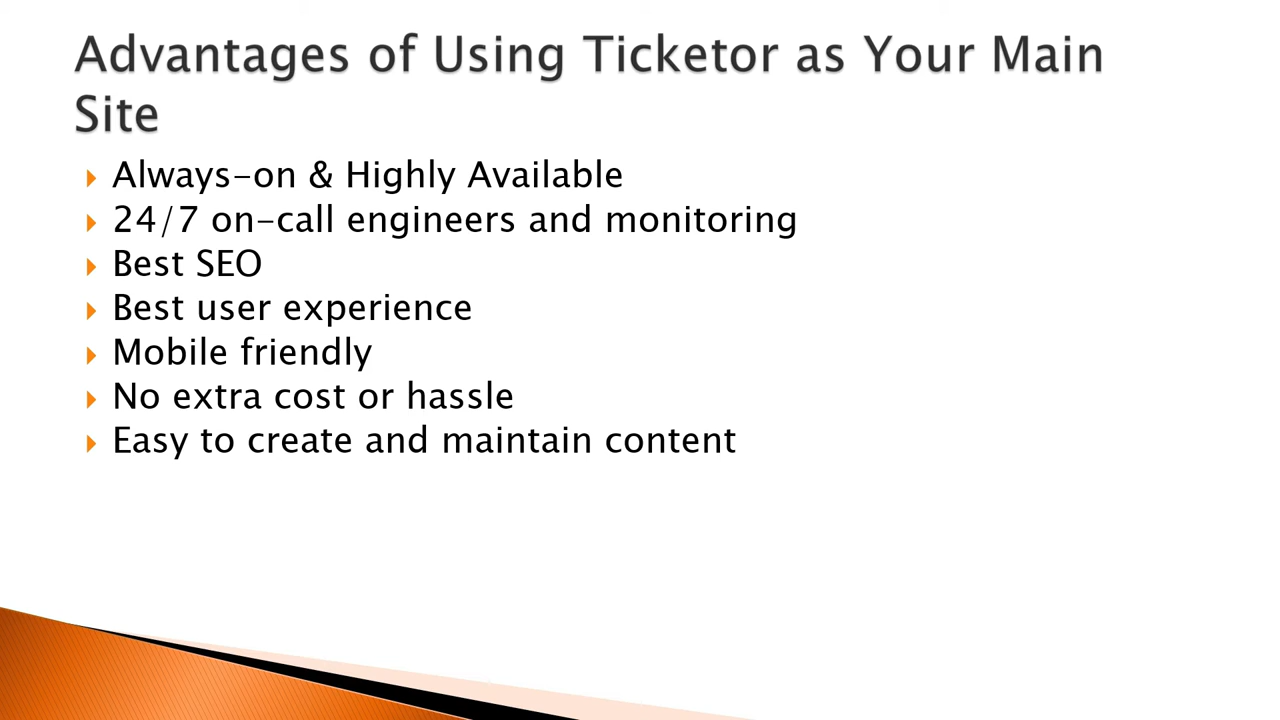 Advantages of Using Ticketor as Your Main
Site
Always-on & Highly Available
24/7 on-call engineers and monitoring
Best SEO
Best user experience
Mobile friendly
No extra cost or hassle
Easy to create and maintain content